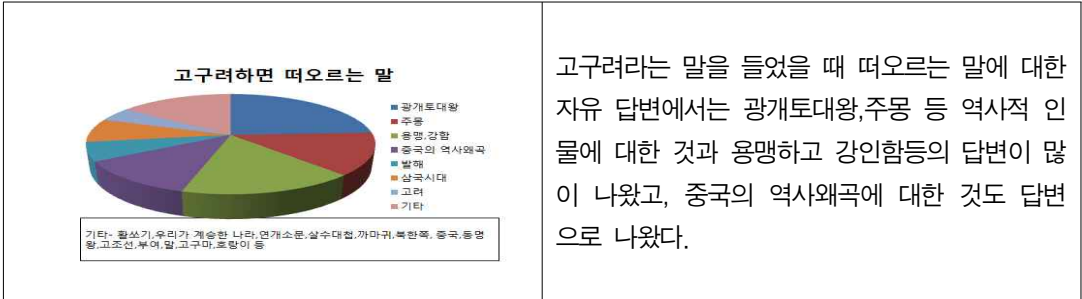 고구려하면 떠오르는 말
광개토대왕
주몽
용맹,강함
중국의 역사왜곡
발해
삼국시대
고려
기타
기타- 활쏘기,우리가 계승한 나라,연개소문,살수대첩,까마귀,북한쪽, 중국,동명
왕,고조선,부여,말,고구마,호랑이 등
고구려라는 말을 들었을 때 떠오르는 말에 대한
자유 답변에서는 광개토대왕,주몽 등 역사적 인
물에 대한 것과 용맹하고 강인함등의 답변이 많
이 나왔고, 중국의 역사왜곡에 대한 것도 답변
으로 나왔다.